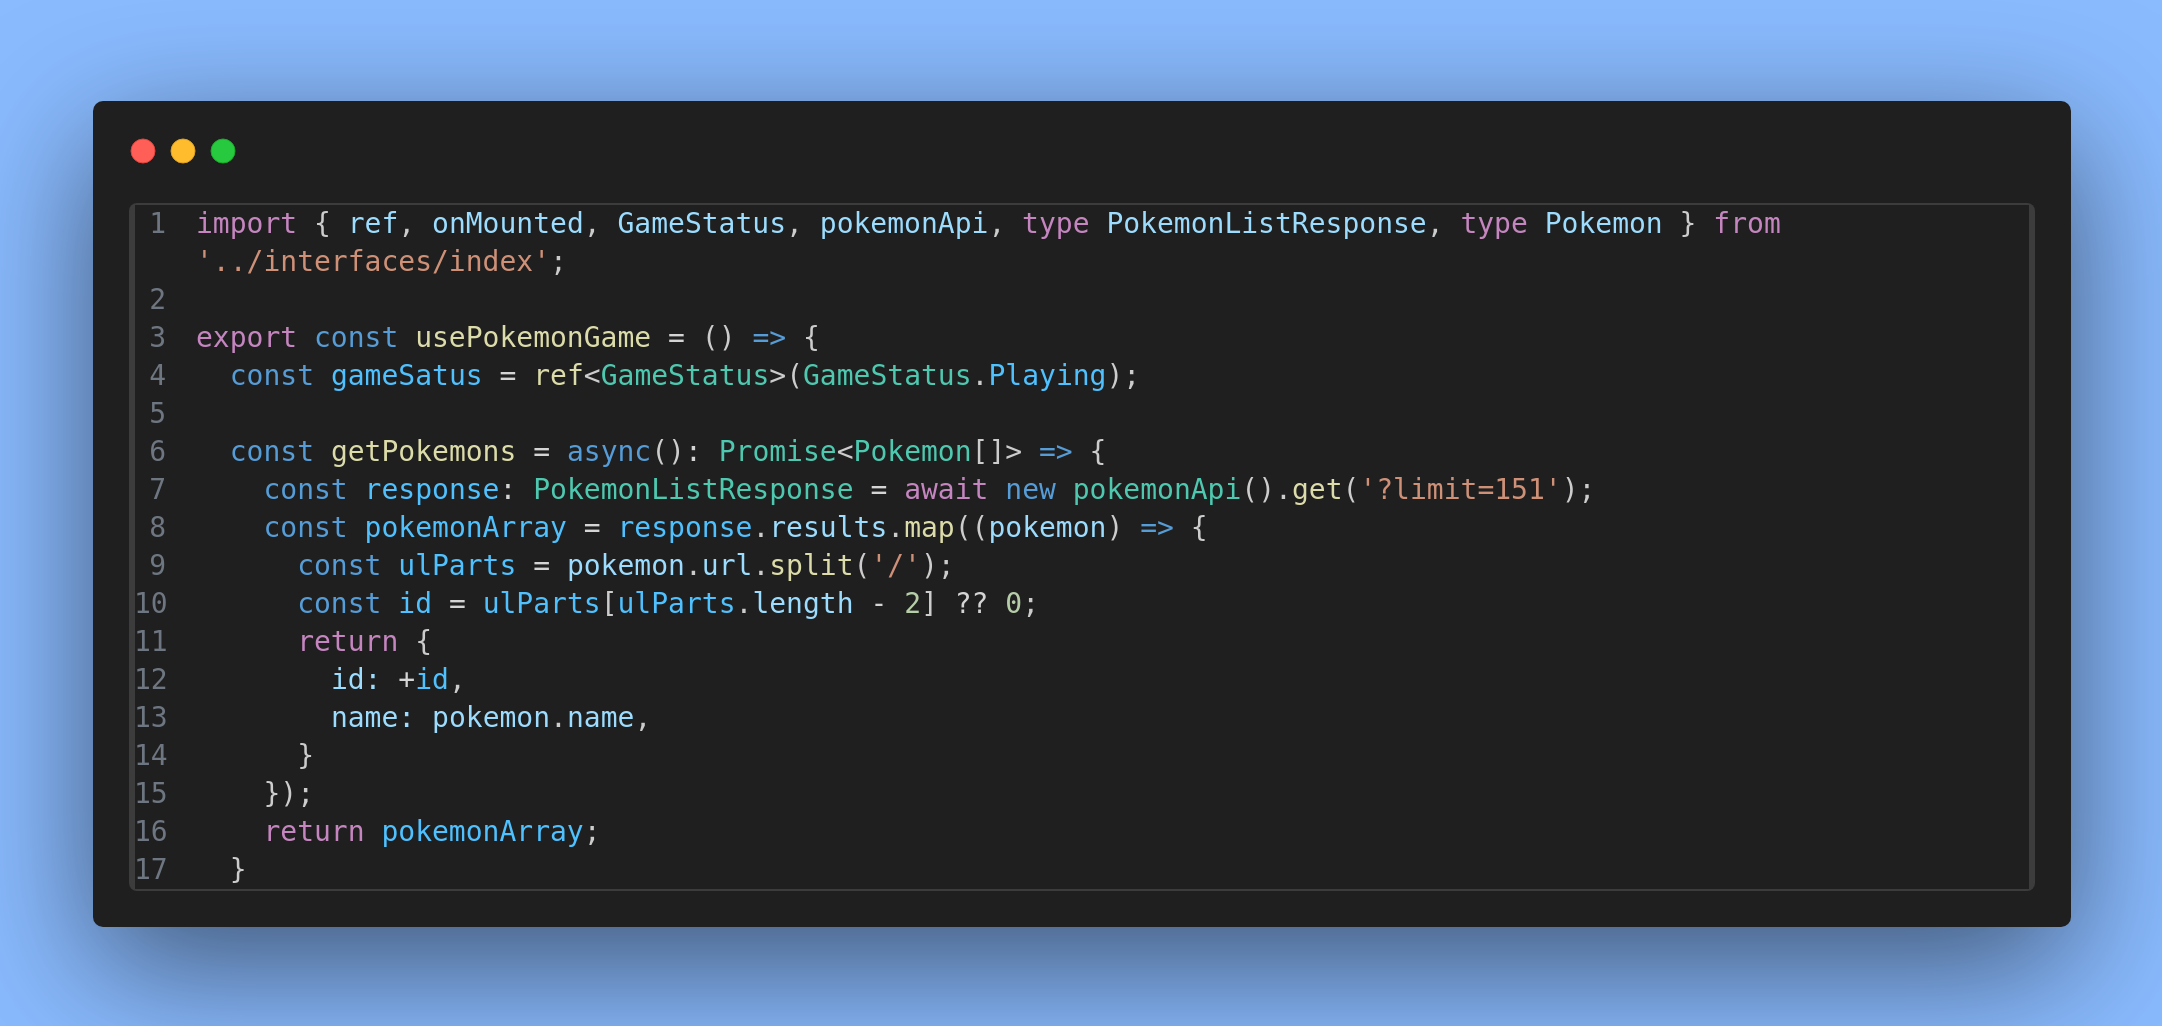 1 import { ref, onMounted, GameStatus, pokemonApi, type PokemonListResponse, type Pokemon } from
'../interfaces/index';
2
3 export const usePokemonGame = () => {
4   const gameSatus = ref<GameStatus>(GameStatus.Playing);
5
6   const getPokemons = async(): Promise<Pokemon[]> => {
7     const response: PokemonListResponse = await new pokemonApi().get('?limit=151');
8     const pokemonArray = response.results.map((pokemon) => {
9       const ulParts = pokemon.url.split('/');
10       const id = ulParts[ulParts.length - 2] ?? 0;
11       return {
12         id: +id,
13         name: pokemon.name,
14       }
15     });
16     return pokemonArray;
17   }